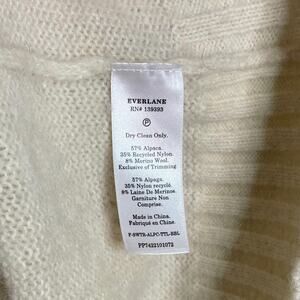 EVERLANE
RN# 139393
P
Dry Clean Only.
57% Alpaca.
35% Recycled Nylon.
8% Merino Wool.
Exclusive of Trimming
57% Alpaga.
35% Nylon recyclé.
8% Laine De Merinos.
Garniture Non
Comprise.
Made in China.
Fabriqué en Chine.
F-SWTR-ALPC-TTL-BBL
PP7422101072